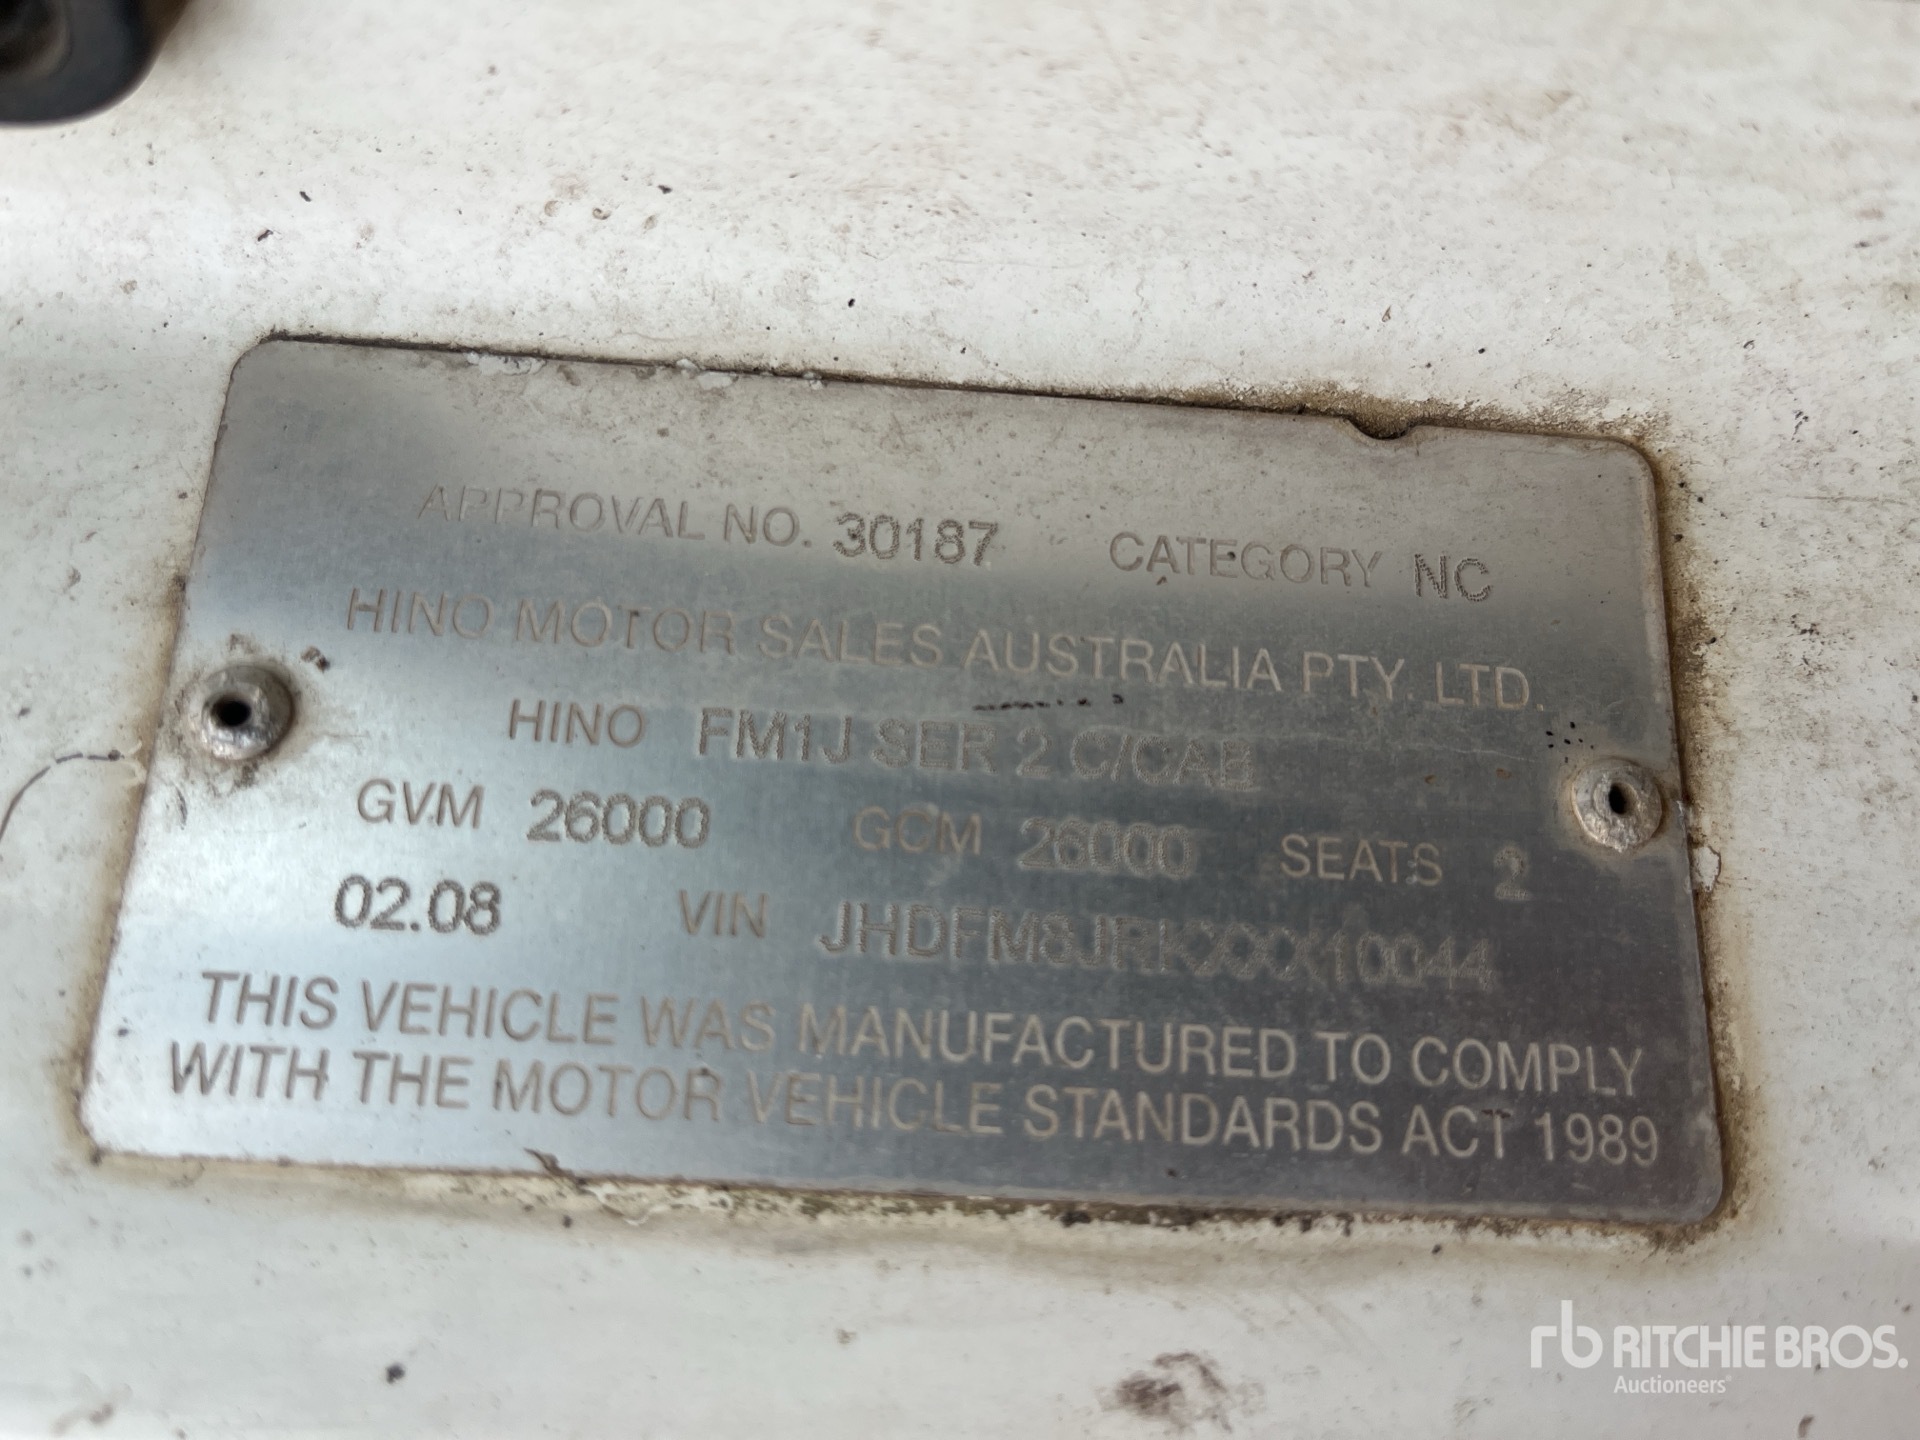 APPROVAL NO. 30187 CATEGORY NC
HINO MOTOR SALES AUSTRALIA PTY. LTD.
HINO FM1J SER 2 C/CAB
GVM 26000 GCM 26000 SEATS 2
02.08 VIN JHDFM8JRKXXX10044
THIS VEHICLE WAS MANUFACTURED TO COMPLY
WITH THE MOTOR VEHICLE STANDARDS ACT 1989
rb RITCHIE BROS.
Auctioneers